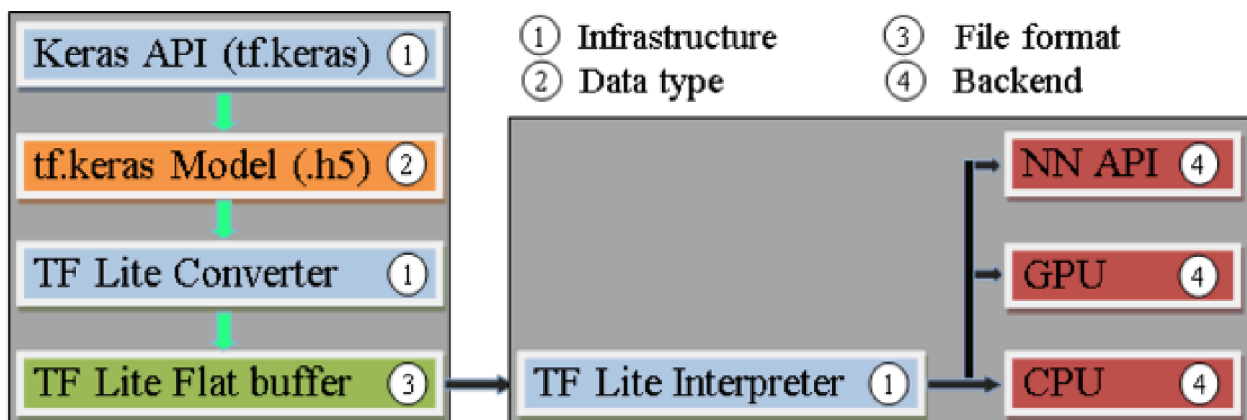 Keras API (tf.keras) 1
tf.keras Model (.h5) 2
TF Lite Converter 1
TF Lite Flat buffer 3
1 Infrastructure
2 Data type
3 File format
4 Backend
TF Lite Interpreter 1
NN API 4
GPU 4
CPU 4